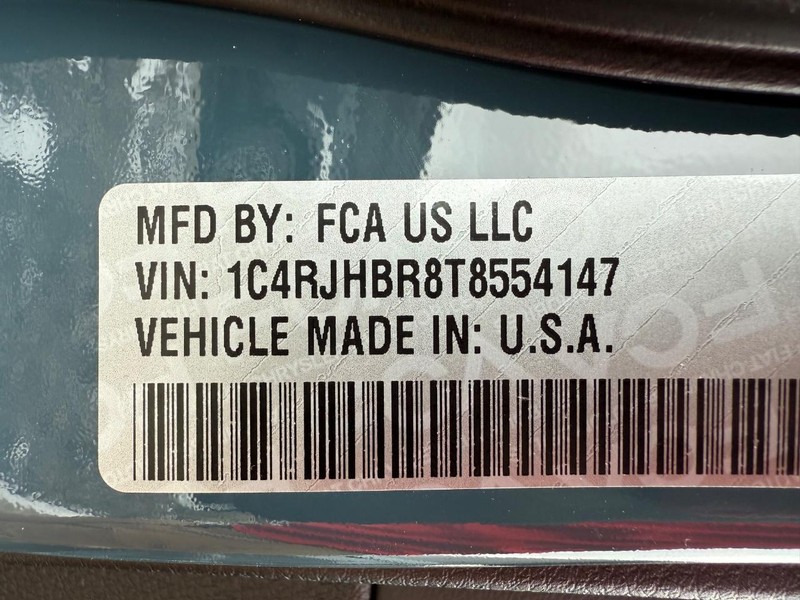 MFD BY: FCA US LLC
VIN: 1C4RJHBR8T8554147
VEHICLE MADE IN: U.S.A.